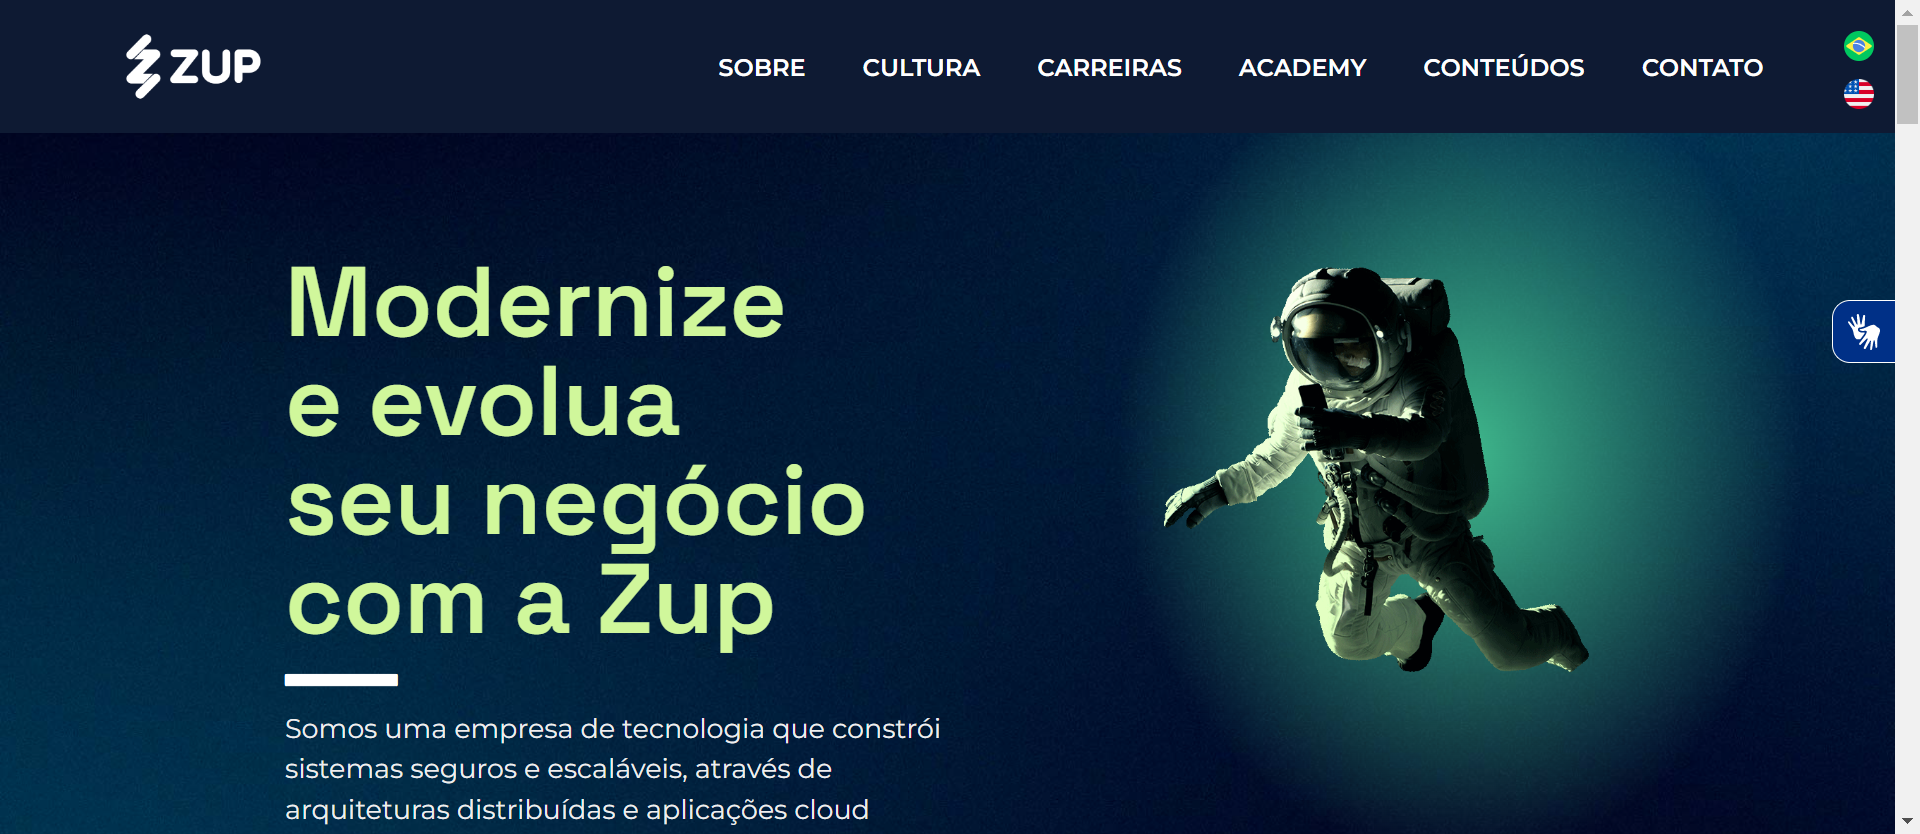 ZUP
SOBRE CULTURA CARREIRAS ACADEMY CONTEÚDOS CONTATO
Modernize
e evolua
seu negócio
com a Zup
Somos uma empresa de tecnologia que constrói
sistemas seguros e escaláveis, através de
arquiteturas distribuídas e aplicações cloud